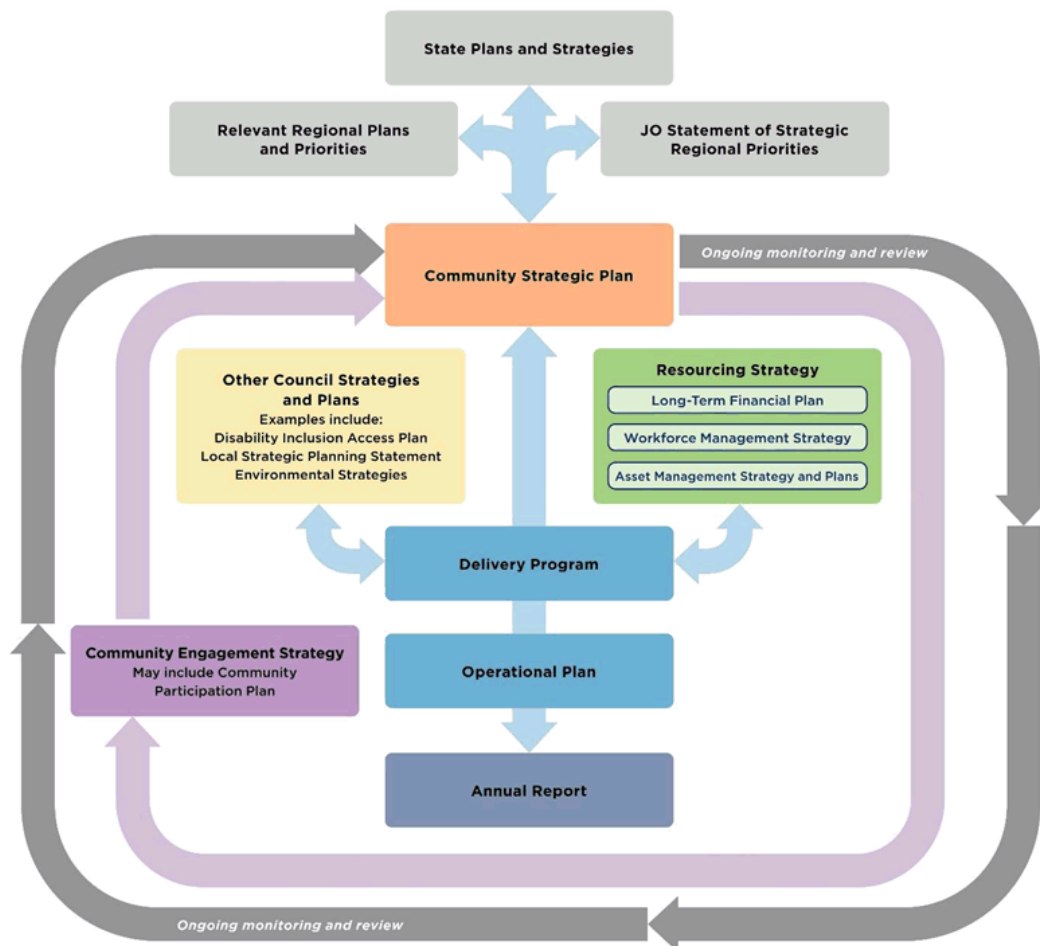 State Plans and Strategies
Relevant Regional Plans
and Priorities
JO Statement of Strategic
Regional Priorities
Community Strategic Plan
Ongoing monitoring and review
Other Council Strategies
and Plans
Examples include:
Disability Inclusion Access Plan
Local Strategic Planning Statement
Environmental Strategies
Resourcing Strategy
Long-Term Financial Plan
Workforce Management Strategy
Asset Management Strategy and Plans
Delivery Program
Community Engagement Strategy
May include Community
Participation Plan
Operational Plan
Annual Report
Ongoing monitoring and review